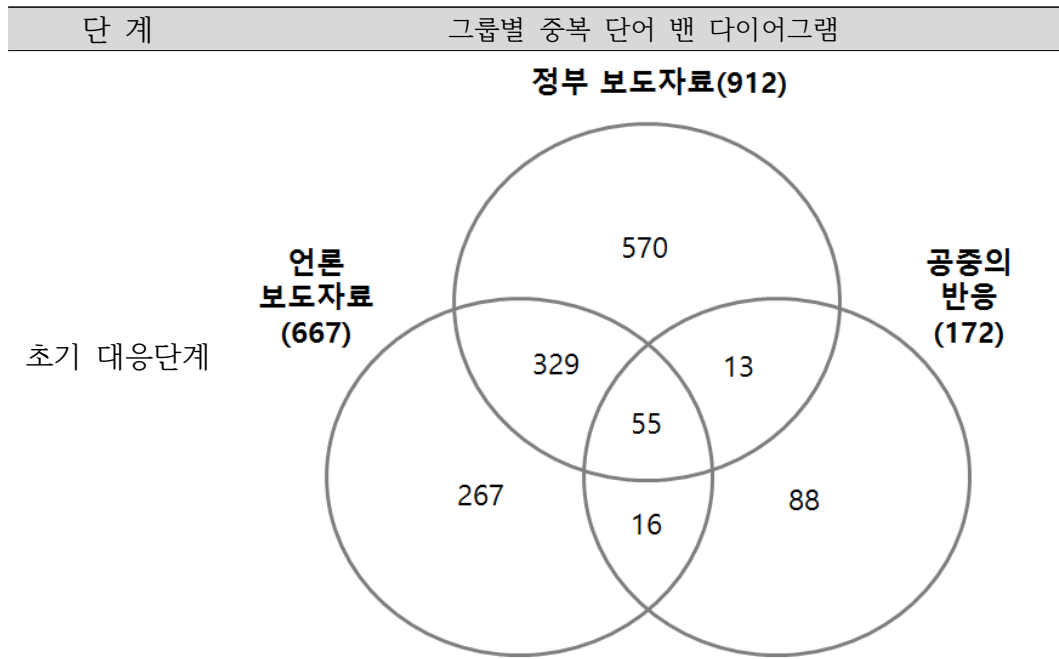 단 계
그룹별 중복 단어 밴 다이어그램
정부 보도자료(912)
570
언론
보도자료
(667)
공중의
반응
(172)
초기 대응단계
329
13
55
267
88
16